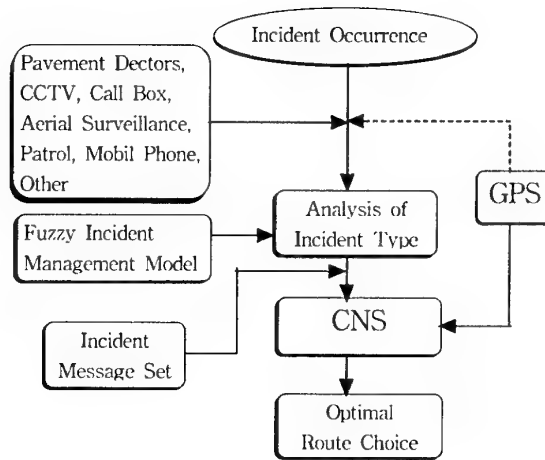 Incident Occurrence
Pavement Dectors,
CCTV, Call Box,
Aerial Surveillance,
Patrol, Mobil Phone,
Other
GPS
Analysis of
Incident Type
Fuzzy Incident
Management Model
CNS
Incident
Message Set
Optimal
Route Choice